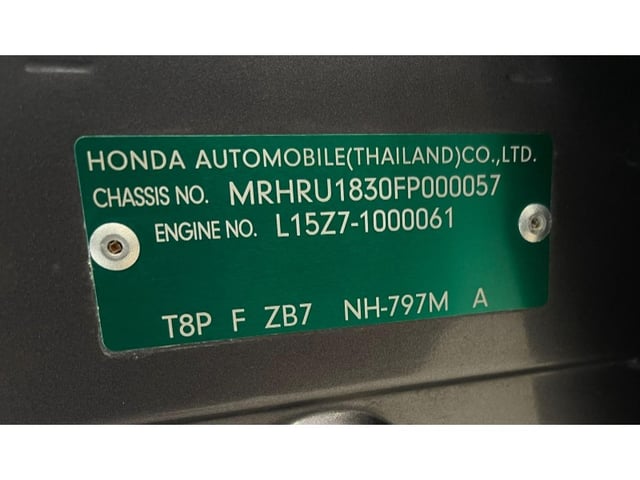 HONDA AUTOMOBILE(THAILAND)CO.,LTD.
CHASSIS NO. MRHRU1830FP000057
ENGINE NO. L15Z7-1000061
T8P F ZB7 NH-797M A